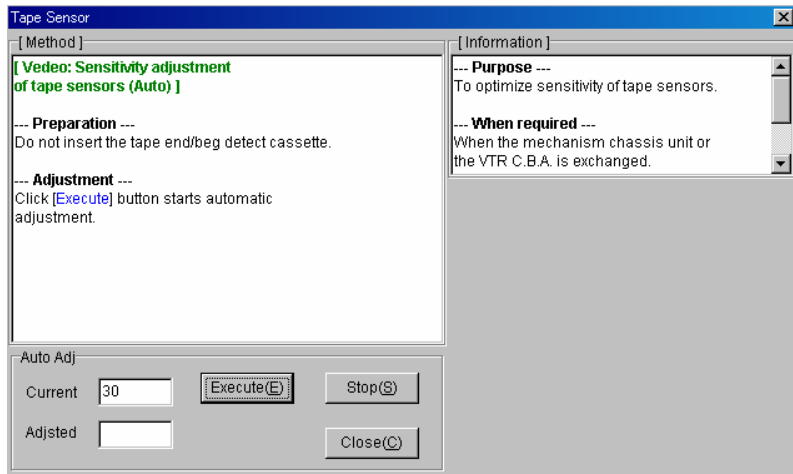 Tape Sensor
[ Method ]
[ Vedeo: Sensitivity adjustment
of tape sensors (Auto) ]
--- Preparation ---
Do not insert the tape end/beg detect cassette.
--- Adjustment ---
Click [Execute] button starts automatic
adjustment.
[ Information ]
--- Purpose ---
To optimize sensitivity of tape sensors.
--- When required ---
When the mechanism chassis unit or
the VTR C.B.A. is exchanged.
Auto Adj
Current 30 Execute(E) Stop(S)
Adjsted Close(C)